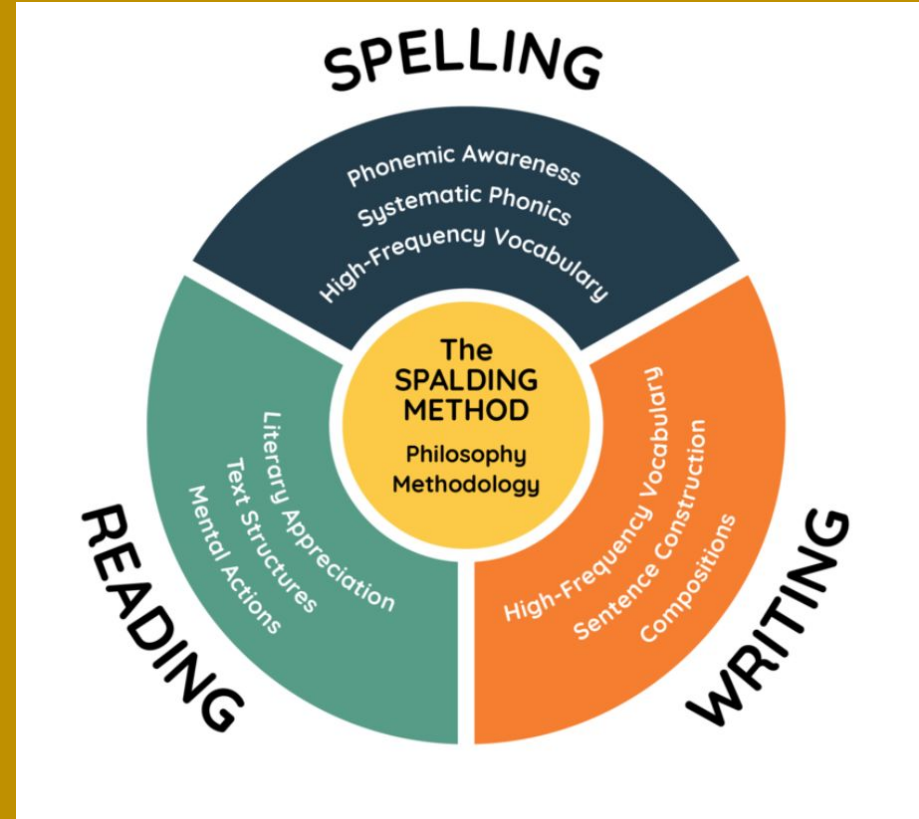 SPELLING
Phonemic Awareness
Systematic Phonics
High-Frequency Vocabulary
The
SPALDING
METHOD
Philosophy
Methodology
READING
Literary Appreciation
Text Structures
Mental Actions
WRITING
High-Frequency Vocabulary
Sentence Construction
Compositions